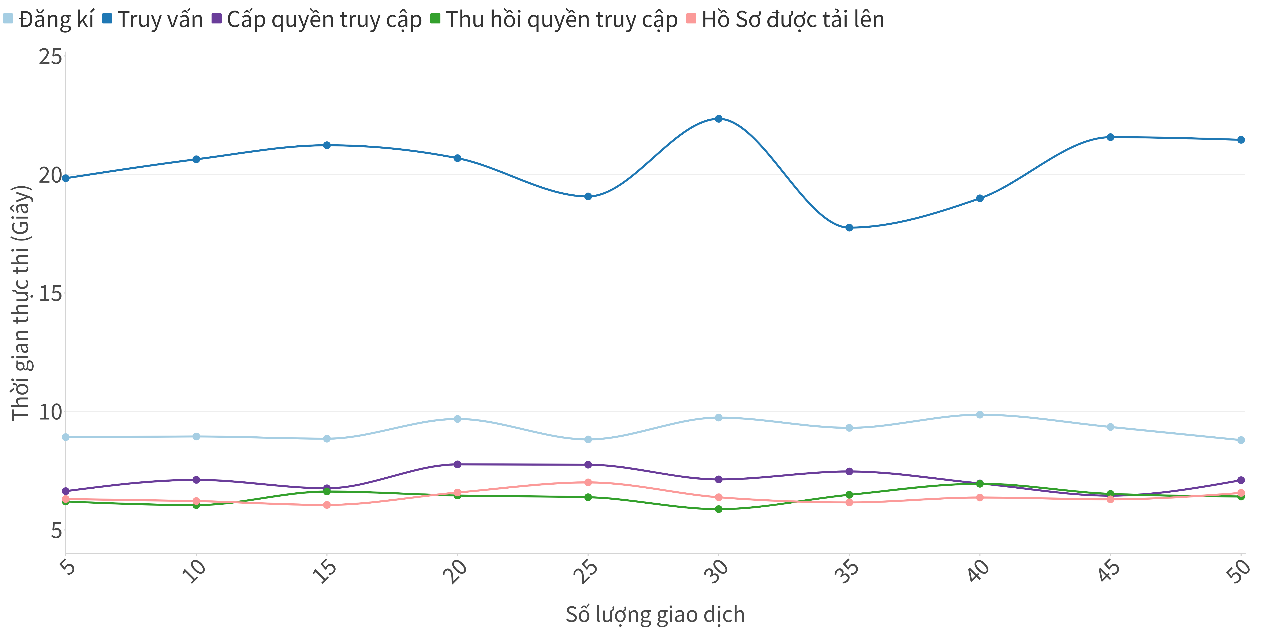 Đăng kí Truy vấn Cấp quyền truy cập Thu hồi quyền truy cập Hồ Sơ được tải lên
25
20
15
10
5
Thời gian thực thi (Giây)
5 10 15 20 25 30 35 40 45 50
Số lượng giao dịch